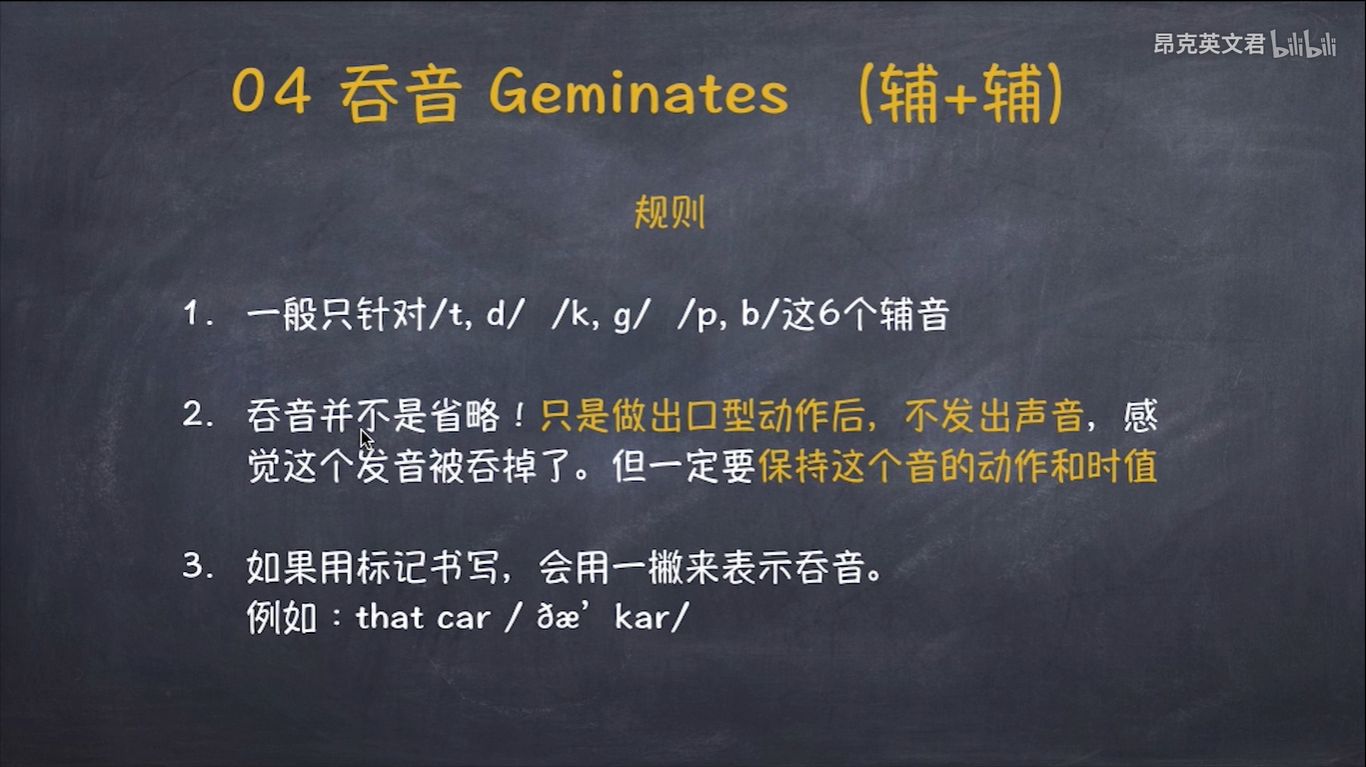 昂克英文君 bilibili
04 吞音 Geminates （辅+辅）
规则
1. 一般只针对/t, d/ /k, g/ /p, b/这6个辅音
2. 吞音并不是省略！只是做出口型动作后，不发出声音，感
觉这个发音被吞掉了。但一定要保持这个音的动作和时值
3. 如果用标记书写，会用一撇来表示吞音。
例如：that car / ðæ’ kar/